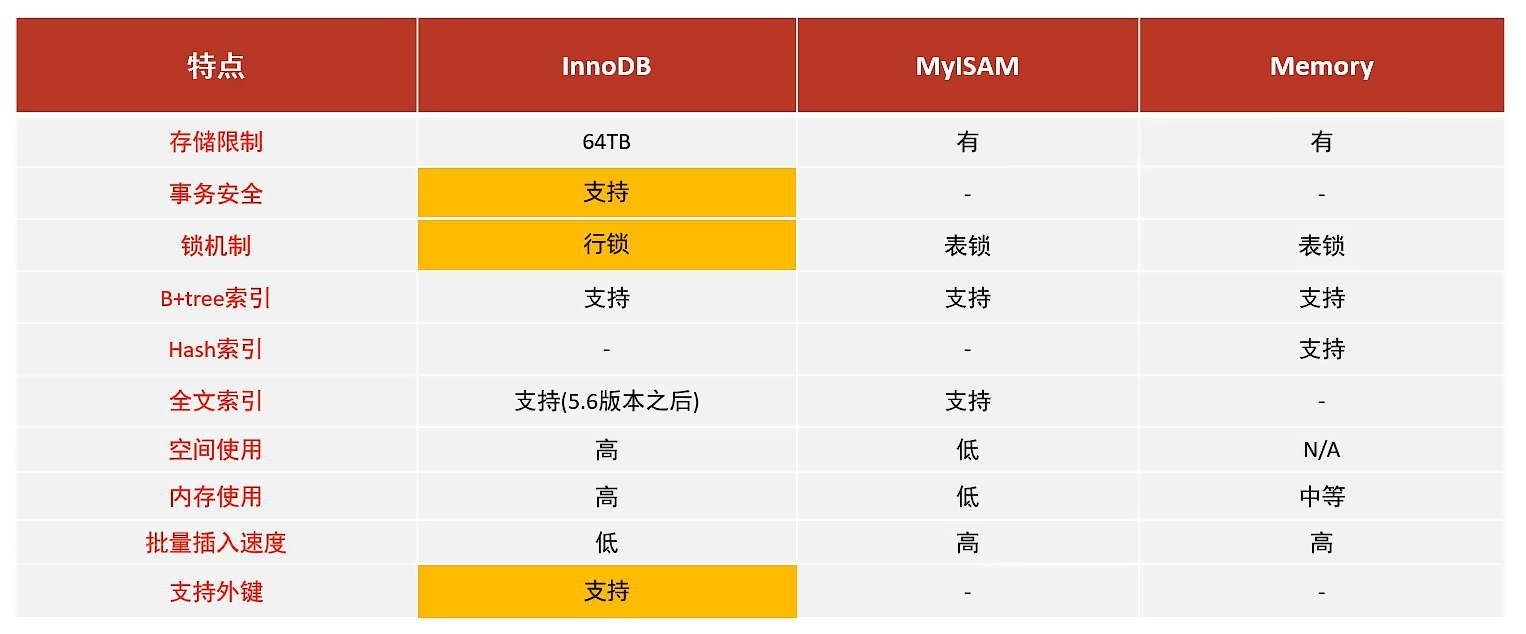 特点 InnoDB MyISAM Memory
存储限制 64TB 有 有
事务安全 支持 - -
锁机制 行锁 表锁 表锁
B+tree索引 支持 支持 支持
Hash索引 - - 支持
全文索引 支持(5.6版本之后) 支持 -
空间使用 高 低 N/A
内存使用 高 低 中等
批量插入速度 低 高 高
支持外键 支持 - -